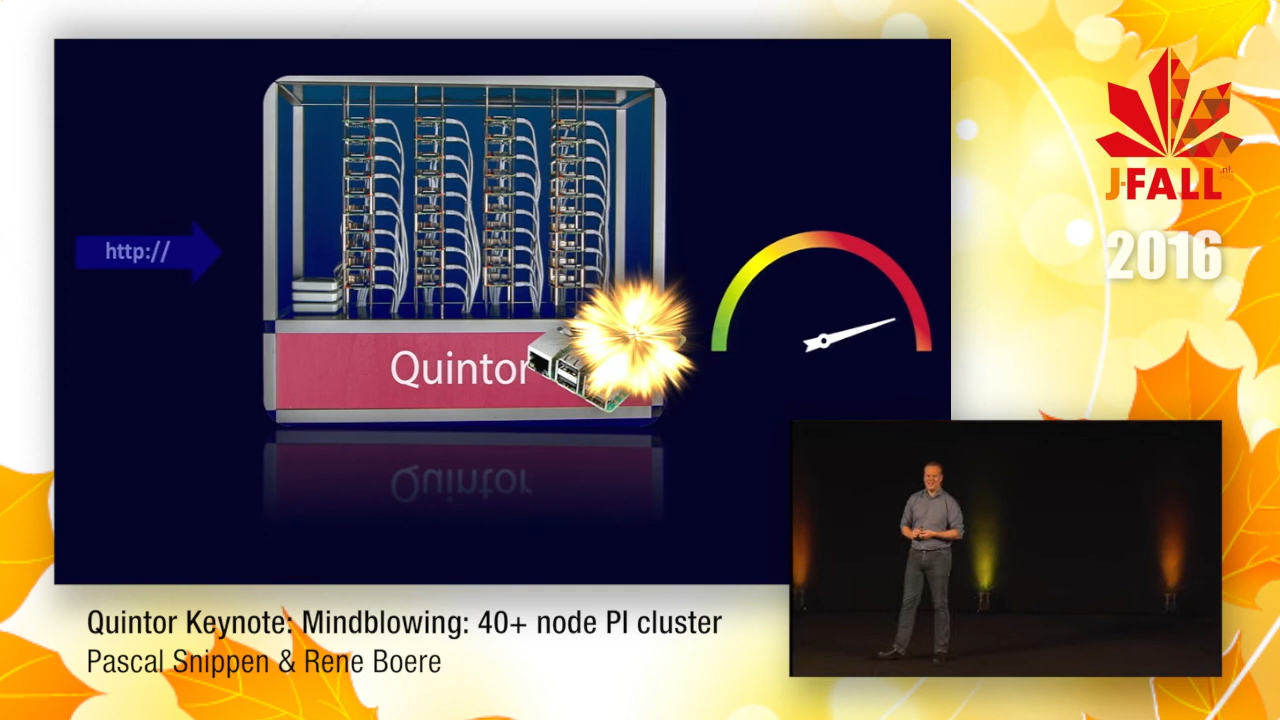 http://
Quintor
Quintor
J-FALL
.nl
2016
Quintor Keynote: Mindblowing: 40+ node PI cluster
Pascal Snippen & Rene Boere